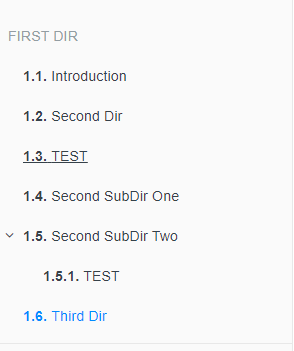 FIRST DIR
1.1. Introduction
1.2. Second Dir
1.3. TEST
1.4. Second SubDir One
1.5. Second SubDir Two
1.5.1. TEST
1.6. Third Dir